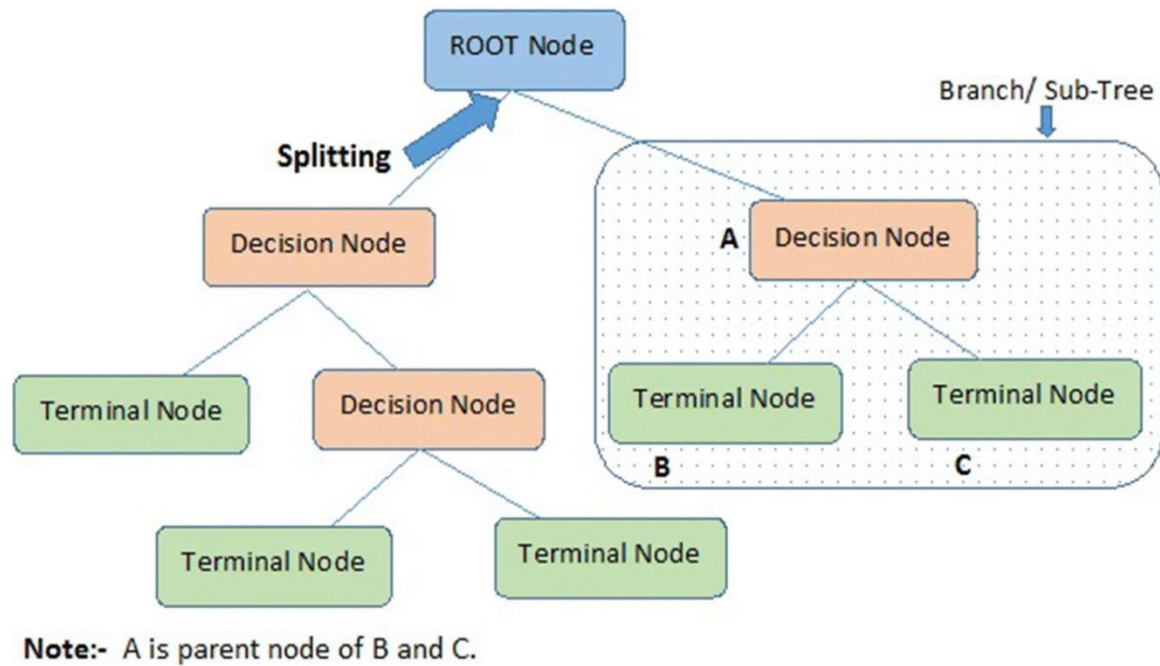 ROOT Node
Branch/ Sub-Tree
Splitting
Decision Node
A
Decision Node
Terminal Node
Decision Node
Terminal Node
Terminal Node
B
C
Terminal Node
Terminal Node
Note:- A is parent node of B and C.